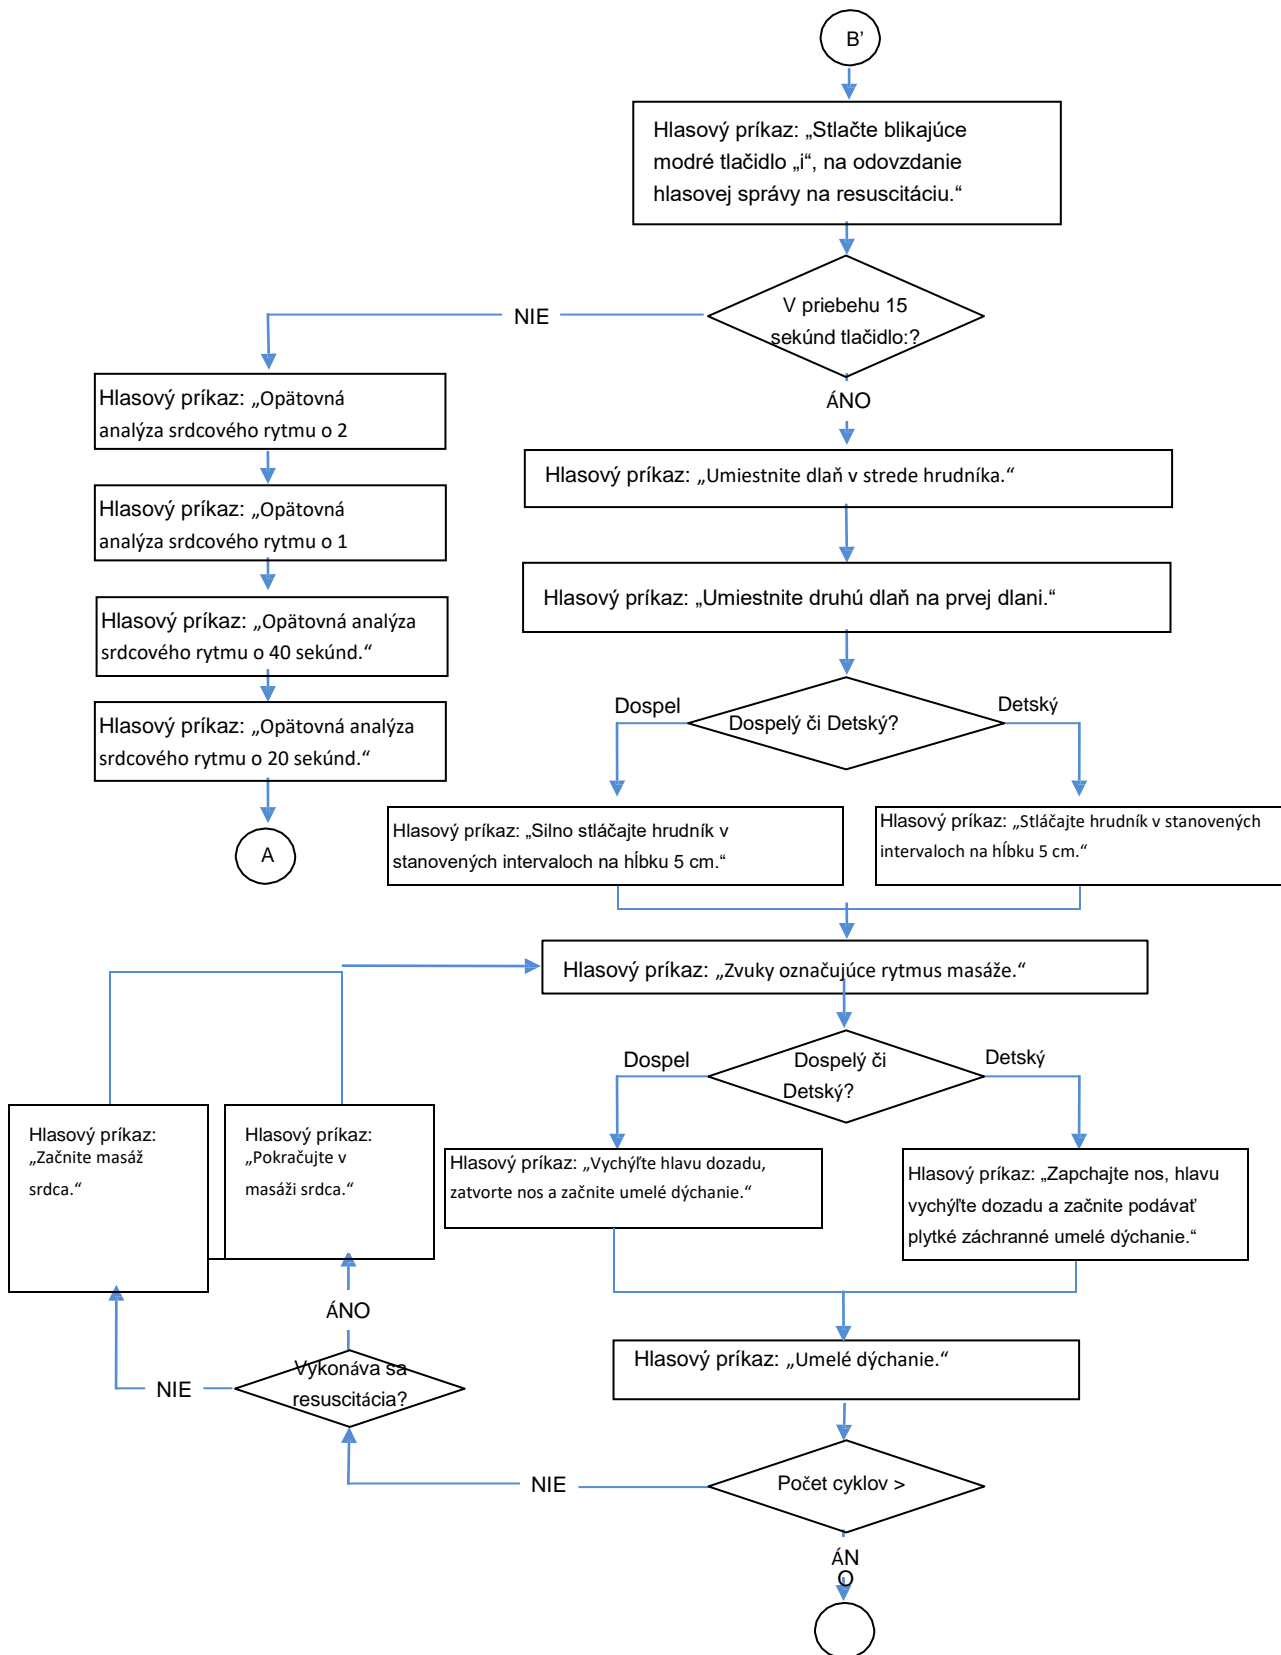 B’
Hlasový príkaz: „Stlačte blikajúce
modré tlačidlo „i“, na odovzdanie
hlasovej správy na resuscitáciu.“
V priebehu 15
sekúnd tlačidlo:?
NIE
ÁNO
Hlasový príkaz: „Opätovná
analýza srdcového rytmu o 2
Hlasový príkaz: „Opätovná
analýza srdcového rytmu o 1
Hlasový príkaz: „Opätovná analýza
srdcového rytmu o 40 sekúnd.“
Hlasový príkaz: „Opätovná analýza
srdcového rytmu o 20 sekúnd.“
A
Hlasový príkaz: „Umiestnite dlaň v strede hrudníka.“
Hlasový príkaz: „Umiestnite druhú dlaň na prvej dlani.“
Dospel
Dospelý či Detský?
Detský
Hlasový príkaz: „Silno stláčajte hrudník v
stanovených intervaloch na hĺbku 5 cm.“
Hlasový príkaz: „Stláčajte hrudník v stanovených
intervaloch na hĺbku 5 cm.“
Hlasový príkaz: „Zvuky označujúce rytmus masáže.“
Dospel
Dospelý či
Detský?
Detský
Hlasový príkaz:
„Začnite masáž
srdca.“
Hlasový príkaz:
„Pokračujte v
masáži srdca.“
Hlasový príkaz: „Vychýľte hlavu dozadu,
zatvorte nos a začnite umelé dýchanie.“
Hlasový príkaz: „Zapchajte nos, hlavu
vychýľte dozadu a začnite podávať
plytké záchranné umelé dýchanie.“
ÁNO
Hlasový príkaz: „Umelé dýchanie.“
Vykonáva sa
resuscitácia?
NIE
NIE
Počet cyklov >
ÁN
O